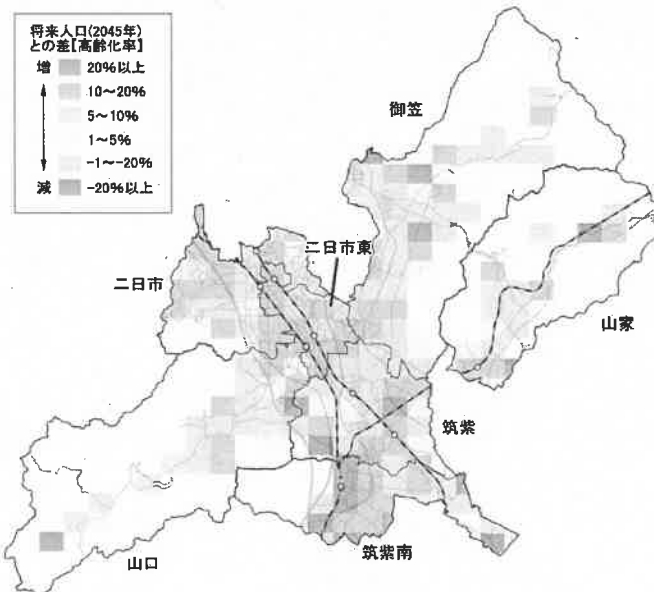 将来人口(2045年)
との差[高齢化率]
増 20%以上
10~20%
5~10%
1~5%
-1~-20%
減 -20%以上
御笠
二日市東
二日市
山家
筑紫
筑紫南
山口